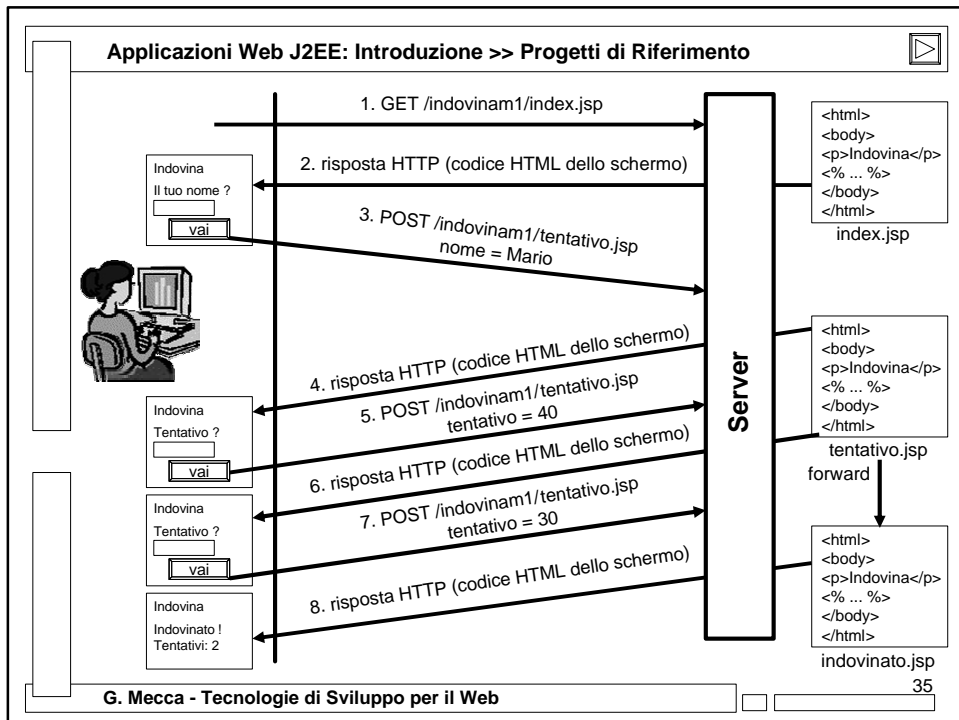 Applicazioni Web J2EE: Introduzione >> Progetti di Riferimento
1. GET /indovinam1/index.jsp
<html>
<body>
<p>Indovina</p>
<% ... %>
</body>
</html>
index.jsp
2. risposta HTTP (codice HTML dello schermo)
Indovina
Il tuo nome ?
vai
3. POST /indovinam1/tentativo.jsp
nome = Mario
Server
4. risposta HTTP (codice HTML dello schermo)
<html>
<body>
<p>Indovina</p>
<% ... %>
</body>
</html>
tentativo.jsp
forward
Indovina
Tentativo ?
vai
5. POST /indovinam1/tentativo.jsp
tentativo = 40
6. risposta HTTP (codice HTML dello schermo)
Indovina
Tentativo ?
vai
7. POST /indovinam1/tentativo.jsp
tentativo = 30
<html>
<body>
<p>Indovina</p>
<% ... %>
</body>
</html>
indovinato.jsp
8. risposta HTTP (codice HTML dello schermo)
Indovina
Indovinato !
Tentativi: 2
G. Mecca - Tecnologie di Sviluppo per il Web
35